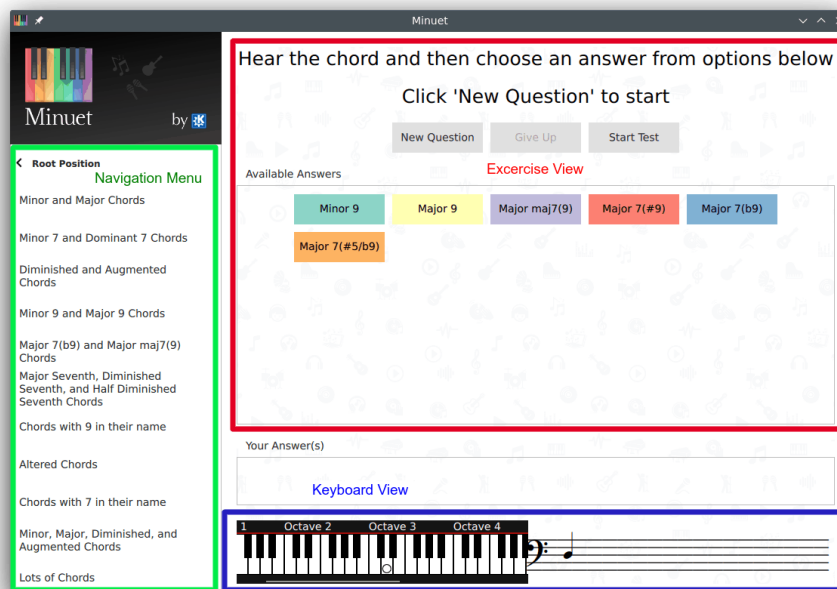 Minuet
Minuet
by
Root Position
Navigation Menu
Minor and Major Chords
Minor 7 and Dominant 7 Chords
Diminished and Augmented
Chords
Minor 9 and Major 9 Chords
Major 7(b9) and Major maj7(9)
Chords
Major Seventh, Diminished
Seventh, and Half Diminished
Seventh Chords
Chords with 9 in their name
Altered Chords
Chords with 7 in their name
Minor, Major, Diminished, and
Augmented Chords
Lots of Chords
Hear the chord and then choose an answer from options below
Click 'New Question' to start
New Question Give Up Start Test
Excercise View
Available Answers
Minor 9 Major 9 Major maj7(9) Major 7(#9) Major 7(b9)
Major 7(#5/b9)
Your Answer(s)
Keyboard View
1 Octave 2 Octave 3 Octave 4